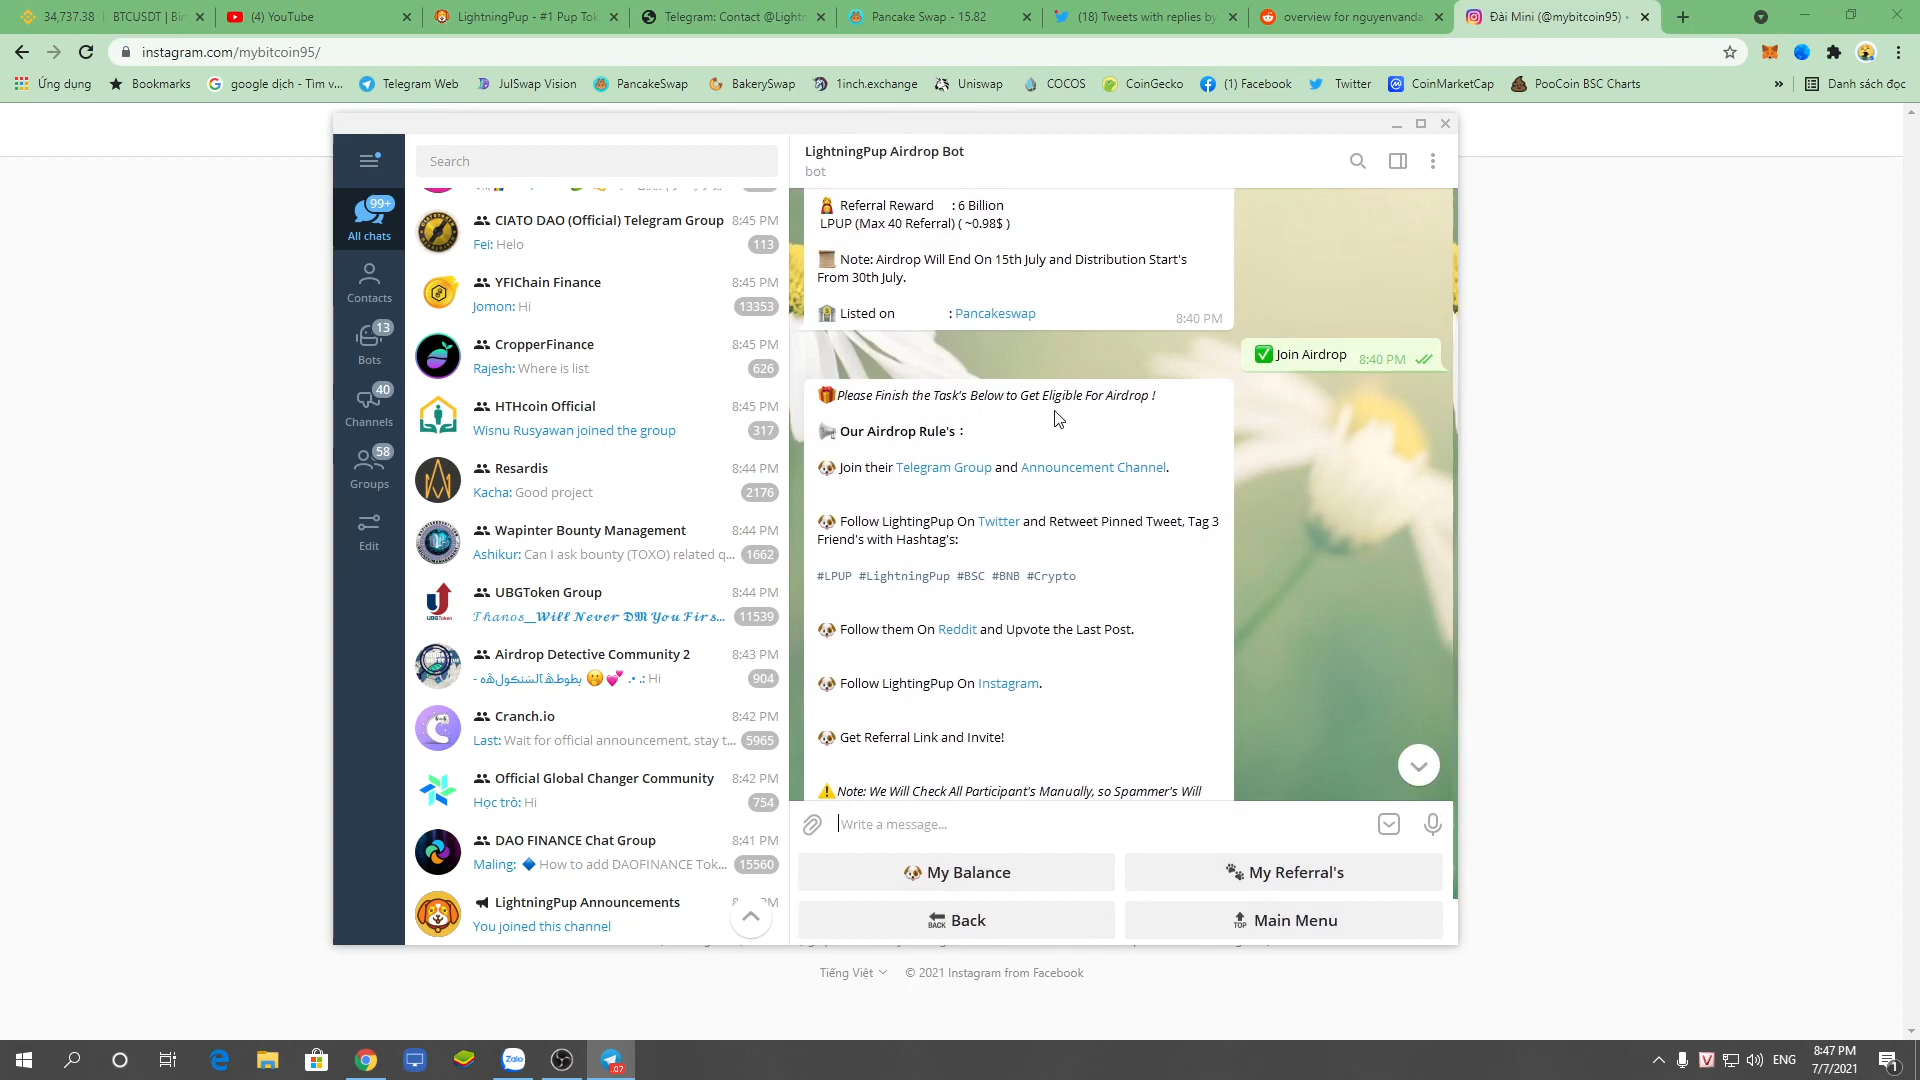 34,737.38 BTCUSDT | Bin
(4) YouTube
LightningPup - #1 Pup Tok
Telegram: Contact @Lightn
Pancake Swap - 15.82
(18) Tweets with replies by
overview for nguyenvanda
Đài Mini (@mybitcoin95) •
instagram.com/mybitcoin95/
Ứng dụng
Bookmarks
google dịch - Tìm v...
Telegram Web
JulSwap Vision
PancakeSwap
BakerySwap
1inch.exchange
Uniswap
COCOS
CoinGecko
(1) Facebook
Twitter
CoinMarketCap
PooCoin BSC Charts
»
Danh sách đọc
99+
All chats
Contacts
13
Bots
40
Channels
58
Groups
Edit
Search
CIATO DAO (Official) Telegram Group 8:45 PM
Fei: Helo 113
YFIChain Finance 8:45 PM
Jomon: Hi 13353
CropperFinance 8:45 PM
Rajesh: Where is list 626
HTHcoin Official 8:45 PM
Wisnu Rusyawan joined the group 317
Resardis 8:44 PM
Kacha: Good project 2176
Wapinter Bounty Management 8:44 PM
Ashikur: Can I ask bounty (TOXO) related q... 1662
UBGToken Group 8:44 PM
𝓣𝓱𝓪𝓷𝓸𝓼__𝑾𝒊𝒍𝒍 𝑵𝒆𝒗𝒆𝒓 𝕯𝕸 𝒀𝒐𝒖 𝑭𝒊𝒓𝒔... 11539
Airdrop Detective Community 2 8:43 PM
Hi 904
Cranch.io 8:42 PM
Last: Wait for official announcement, stay t... 5965
Official Global Changer Community 8:42 PM
Học trò: Hi 754
DAO FINANCE Chat Group 8:41 PM
Maling: 🔷 How to add DAOFINANCE Tok... 15560
LightningPup Announcements
You joined this channel
LightningPup Airdrop Bot
bot
Referral Reward : 6 Billion
LPUP (Max 40 Referral) ( ~0.98$ )
Note: Airdrop Will End On 15th July and Distribution Start's
From 30th July.
Listed on : Pancakeswap
8:40 PM
✅ Join Airdrop 8:40 PM
🎁Please Finish the Task's Below to Get Eligible For Airdrop !
📢 Our Airdrop Rule's :
🐶 Join their Telegram Group and Announcement Channel.
🐶 Follow LightingPup On Twitter and Retweet Pinned Tweet, Tag 3
Friend's with Hashtag's:
#LPUP #LightningPup #BSC #BNB #Crypto
🐶 Follow them On Reddit and Upvote the Last Post.
🐶 Follow LightingPup On Instagram.
🐶 Get Referral Link and Invite!
⚠️Note: We Will Check All Participant's Manually, so Spammer's Will
Write a message...
🐶 My Balance
🐾 My Referral's
🔙 Back
🔝 Main Menu
Tiếng Việt
© 2021 Instagram from Facebook
Zalo
.07
ENG
8:47 PM
7/7/2021
1